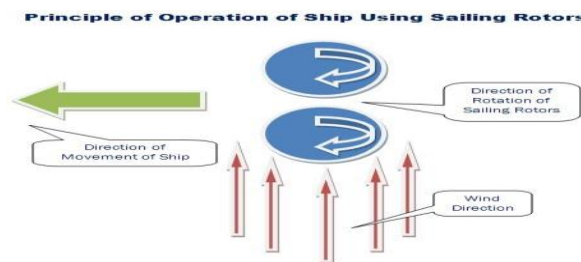 Principle of Operation of Ship Using Sailing Rotors
Direction of
Rotation of
Sailing Rotors
Direction of
Movement of Ship
Wind
Direction